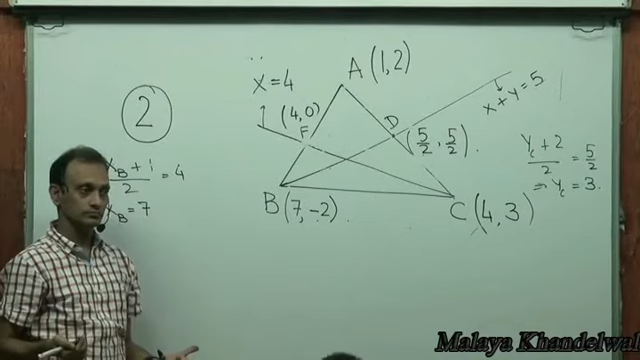 2
x_B + 1 / 2 = 4
x_B = 7
x = 4
A (1, 2)
(4, 0)
F
D
(5/2, 5/2).
x + y = 5
B (7, -2).
C (4, 3)
y_c + 2 / 2 = 5/2
⇒ y_c = 3.
Malaya Khandelwal